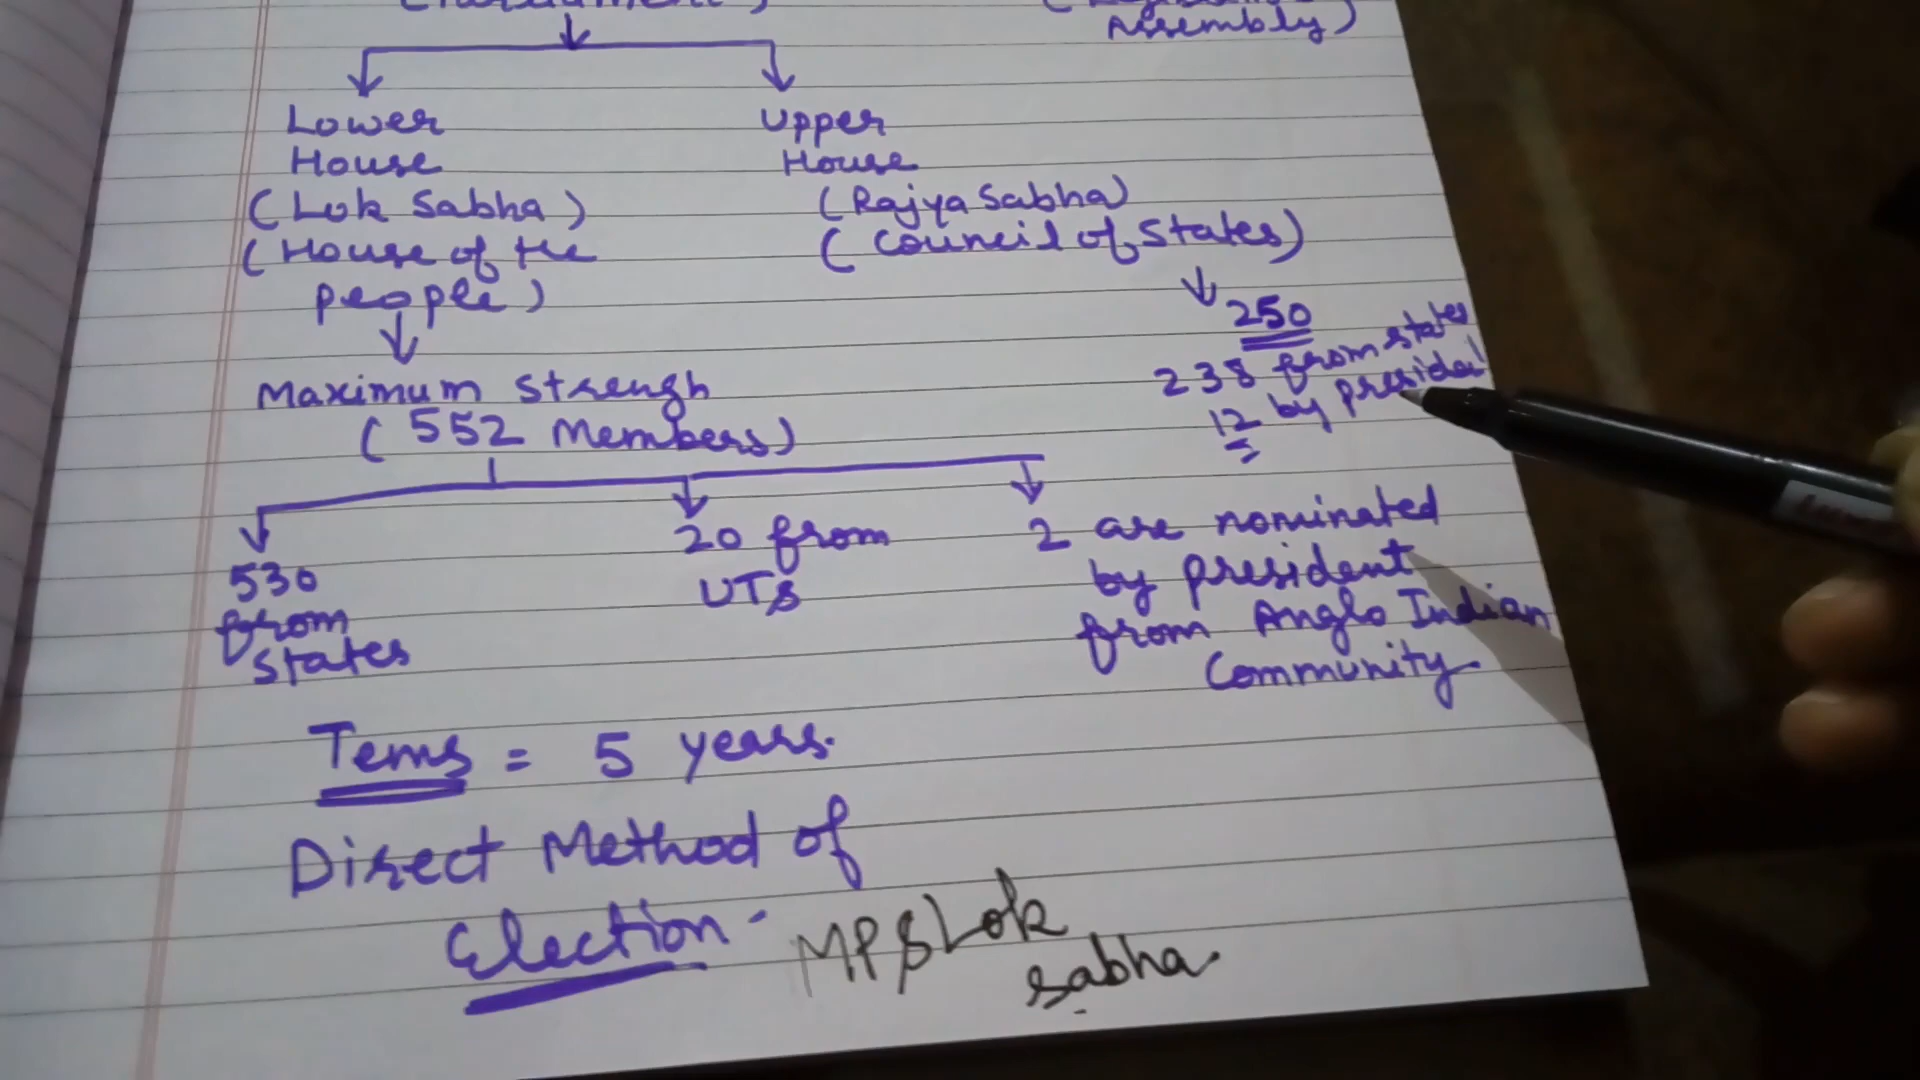 Assembly)
Lower
House
(Lok Sabha)
(House of the
people)
Upper
House
(Rajya Sabha)
(Council of States)
250
238 from states
12 by president
Maximum Strengh
(552 Members)
530
from
states
20 from
UTs
2 are nominated
by president
from Anglo Indian
Community
Tems = 5 years.
Direct Method of
Election - MPs Lok
Sabha.